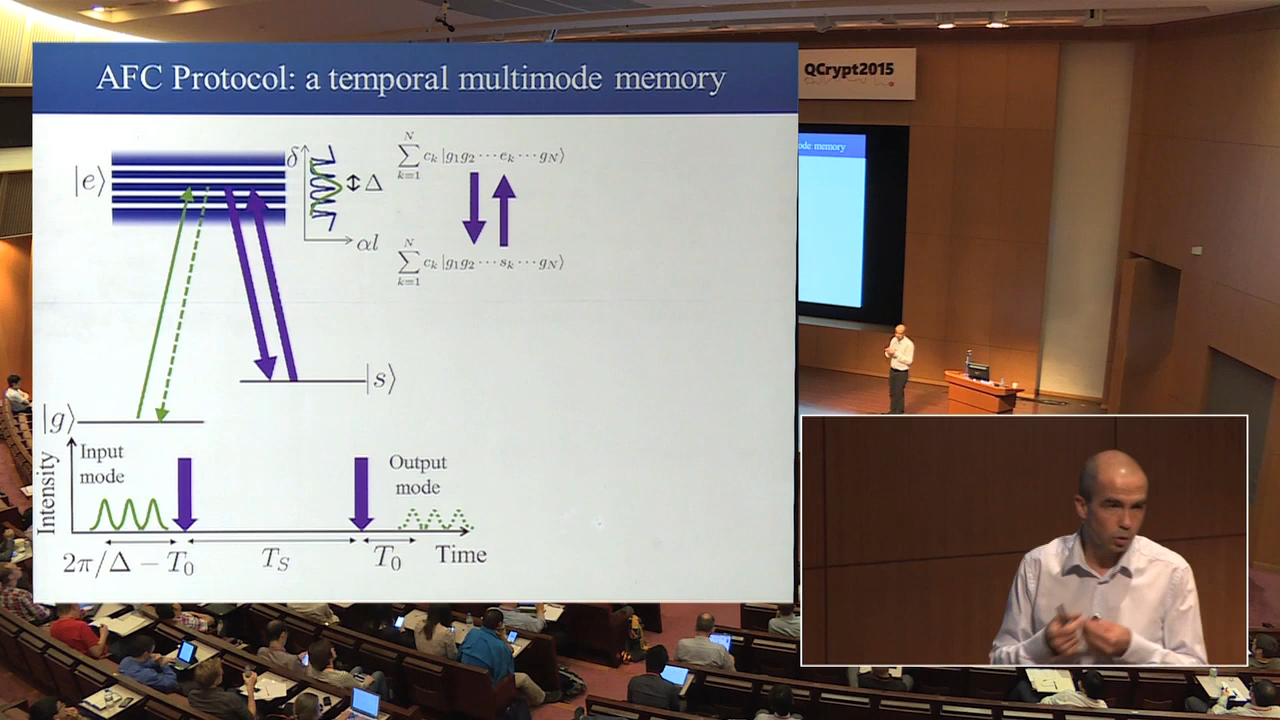 AFC Protocol: a temporal multimode memory
QCrypt2015
ode memory
|e⟩
δ
Δ
αl
N
∑ c_k |g_1 g_2 ⋯ e_k ⋯ g_N⟩
k=1
N
∑ c_k |g_1 g_2 ⋯ s_k ⋯ g_N⟩
k=1
|s⟩
|g⟩
Intensity
Input
mode
Output
mode
2π/Δ − T_0
T_S
T_0
Time